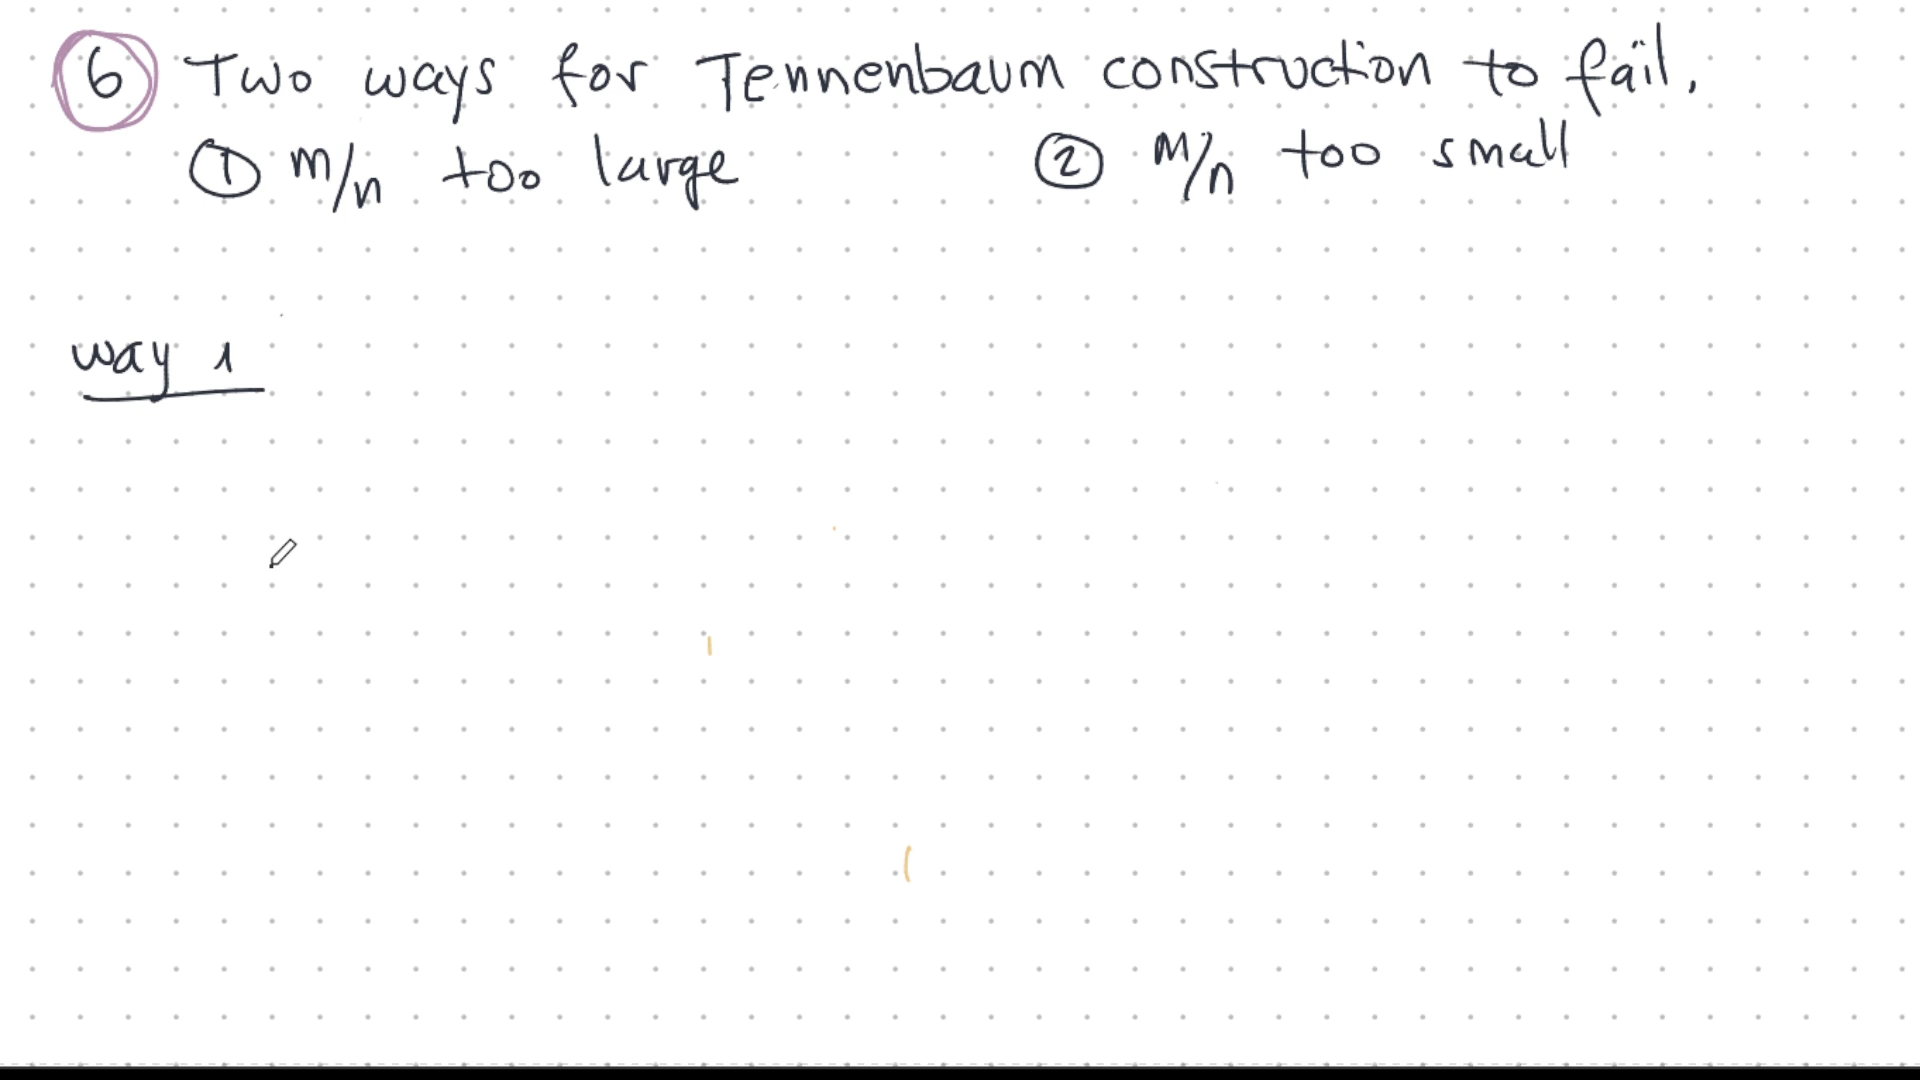 6 Two ways for Tennenbaum construction to fail.
1 m/n too large 2 m/n too small
way 1